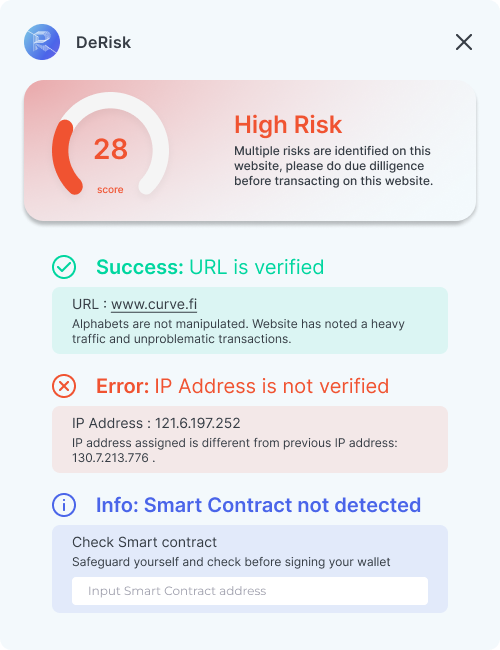 DeRisk
28
score
High Risk
Multiple risks are identified on this
website, please do due dilligence
before transacting on this website.
Success: URL is verified
URL : www.curve.fi
Alphabets are not manipulated. Website has noted a heavy
traffic and unproblematic transactions.
Error: IP Address is not verified
IP Address : 121.6.197.252
IP address assigned is different from previous IP address:
130.7.213.776 .
Info: Smart Contract not detected
Check Smart contract
Safeguard yourself and check before signing your wallet
Input Smart Contract address